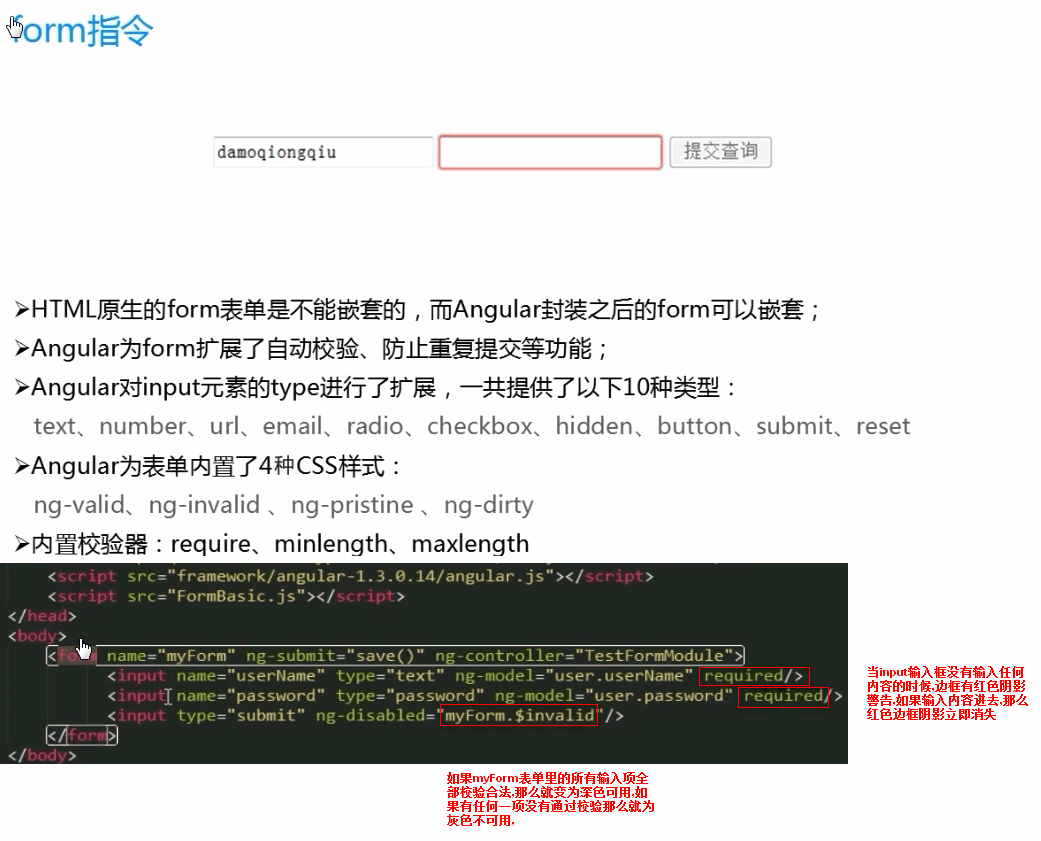 form指令
damoqiongqiu
提交查询
➢HTML原生的form表单是不能嵌套的，而Angular封装之后的form可以嵌套；
➢Angular为form扩展了自动校验、防止重复提交等功能；
➢Angular对input元素的type进行了扩展，一共提供了以下10种类型：
text、number、url、email、radio、checkbox、hidden、button、submit、reset
➢Angular为表单内置了4种CSS样式：
ng-valid、ng-invalid 、ng-pristine 、ng-dirty
➢内置校验器：require、minlength、maxlength
<script src="framework/angular-1.3.0.14/angular.js"></script>
<script src="FormBasic.js"></script>
</head>
<body>
<form name="myForm" ng-submit="save()" ng-controller="TestFormModule">
<input name="userName" type="text" ng-model="user.userName" required/>
<input name="password" type="password" ng-model="user.password" required/>
<input type="submit" ng-disabled="myForm.$invalid"/>
</form>
</body>
当input输入框没有输入任何
内容的时候,边框有红色阴影
警告,如果输入内容进去,那么
红色边框阴影立即消失
如果myForm表单里的所有输入项全
部校验合法,那么就变为深色可用,如
果有任何一项没有通过校验那么就为
灰色不可用,